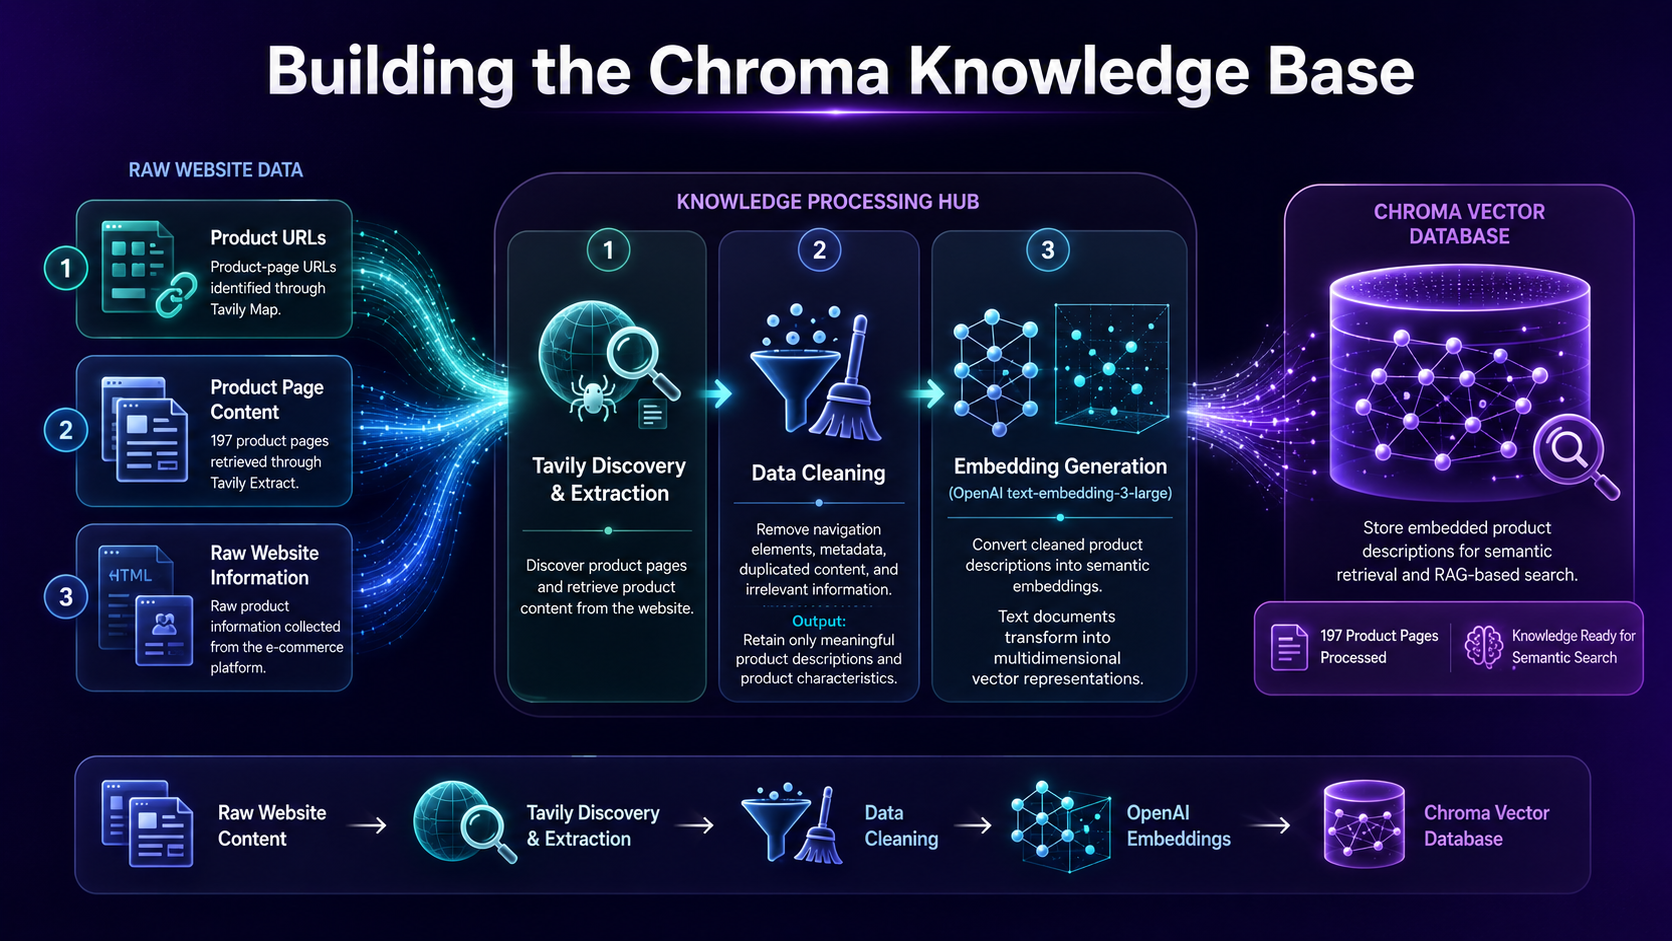 Building the Chroma Knowledge Base
RAW WEBSITE DATA
1
Product URLs
Product-page URLs
identified through
Tavily Map.
2
Product Page
Content
197 product pages
retrieved through
Tavily Extract.
3
HTML
Raw Website
Information
Raw product
information collected
from the e-commerce
platform.
KNOWLEDGE PROCESSING HUB
1
Tavily Discovery
& Extraction
Discover product pages
and retrieve product
content from the website.
2
Data Cleaning
Remove navigation
elements, metadata,
duplicated content, and
irrelevant information.
Output:
Retain only meaningful
product descriptions and
product characteristics.
3
Embedding Generation
(OpenAI text-embedding-3-large)
Convert cleaned product
descriptions into semantic
embeddings.
Text documents
transform into
multidimensional
vector representations.
CHROMA VECTOR
DATABASE
Store embedded product
descriptions for semantic
retrieval and RAG-based search.
197 Product Pages
Processed
Knowledge Ready for
Semantic Search
Raw Website
Content
Tavily Discovery
& Extraction
Data
Cleaning
OpenAI
Embeddings
Chroma Vector
Database